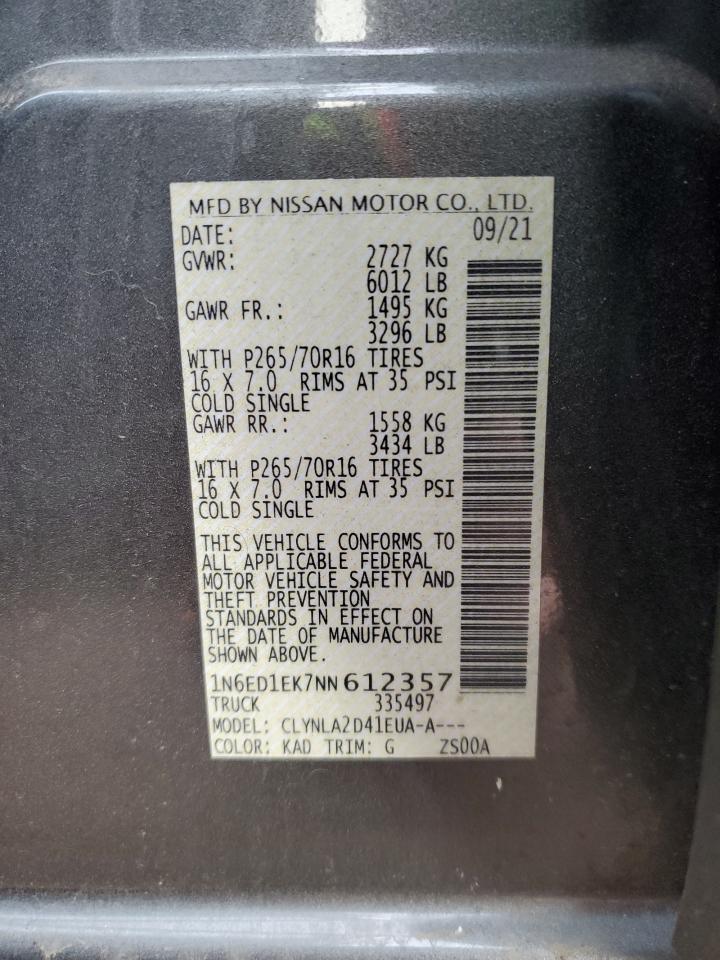 MFD BY NISSAN MOTOR CO., LTD.
DATE: 09/21
GVWR: 2727 KG
6012 LB
GAWR FR.: 1495 KG
3296 LB
WITH P265/70R16 TIRES
16 X 7.0 RIMS AT 35 PSI
COLD SINGLE
GAWR RR.: 1558 KG
3434 LB
WITH P265/70R16 TIRES
16 X 7.0 RIMS AT 35 PSI
COLD SINGLE
THIS VEHICLE CONFORMS TO
ALL APPLICABLE FEDERAL
MOTOR VEHICLE SAFETY AND
THEFT PREVENTION
STANDARDS IN EFFECT ON
THE DATE OF MANUFACTURE
SHOWN ABOVE.
1N6ED1EK7NN612357
TRUCK 335497
MODEL: CLYNLA2D41EUA-A---
COLOR: KAD TRIM: G ZS00A